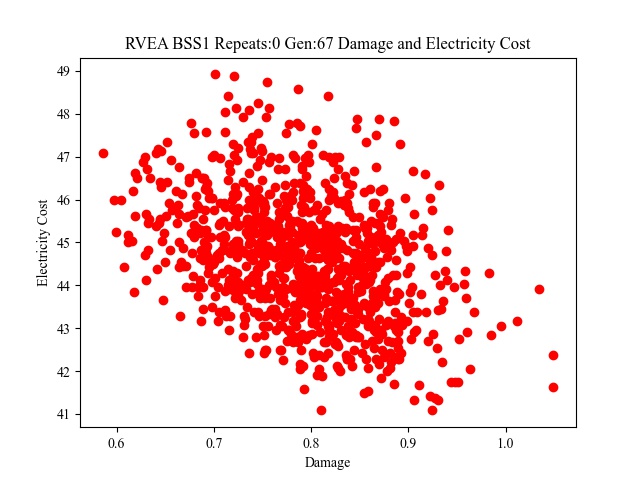 RVEA BSS1 Repeats:0 Gen:67 Damage and Electricity Cost
49
48
47
46
45
44
43
42
41
Electricity Cost
0.6 0.7 0.8 0.9 1.0
Damage